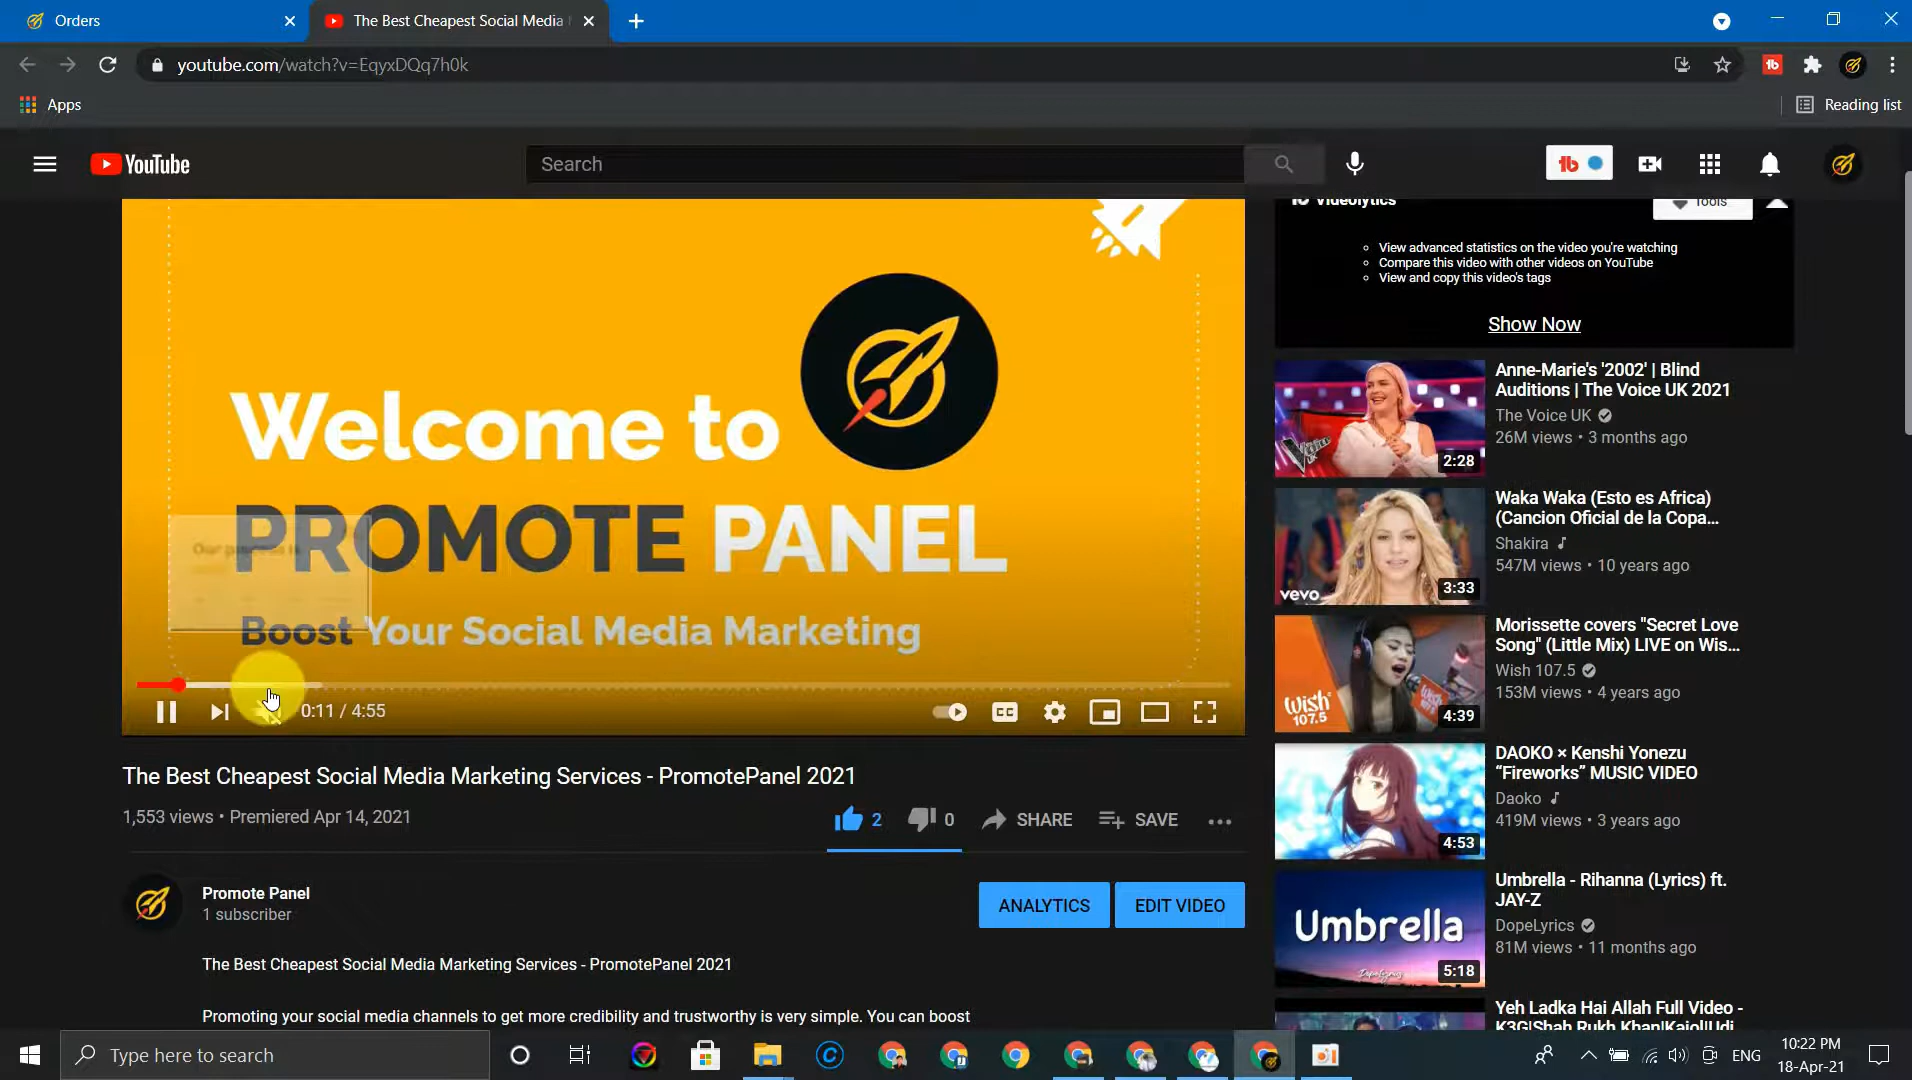 Orders
The Best Cheapest Social Media
youtube.com/watch?v=EqyxDQq7h0k
Apps
Reading list
YouTube
Search
Videolytics
Tools
View advanced statistics on the video you're watching
Compare this video with other videos on YouTube
View and copy this video's tags
Show Now
Welcome to
PROMOTE PANEL
Boost Your Social Media Marketing
0:11 / 4:55
CC
The Best Cheapest Social Media Marketing Services - PromotePanel 2021
1,553 views • Premiered Apr 14, 2021
2
0
SHARE
SAVE
Promote Panel
1 subscriber
ANALYTICS
EDIT VIDEO
The Best Cheapest Social Media Marketing Services - PromotePanel 2021
Promoting your social media channels to get more credibility and trustworthy is very simple. You can boost
2:28
Anne-Marie's '2002' | Blind
Auditions | The Voice UK 2021
The Voice UK
26M views • 3 months ago
vevo
3:33
Waka Waka (Esto es Africa)
(Cancion Oficial de la Copa...
Shakira
547M views • 10 years ago
wish
107.5
4:39
Morissette covers "Secret Love
Song" (Little Mix) LIVE on Wis...
Wish 107.5
153M views • 4 years ago
4:53
DAOKO × Kenshi Yonezu
“Fireworks” MUSIC VIDEO
Daoko
419M views • 3 years ago
Umbrella
DopeLyrics
5:18
Umbrella - Rihanna (Lyrics) ft.
JAY-Z
DopeLyrics
81M views • 11 months ago
Yeh Ladka Hai Allah Full Video -
K3G|Shah Rukh Khan|Kajol|Udi
Type here to search
ENG
10:22 PM
18-Apr-21